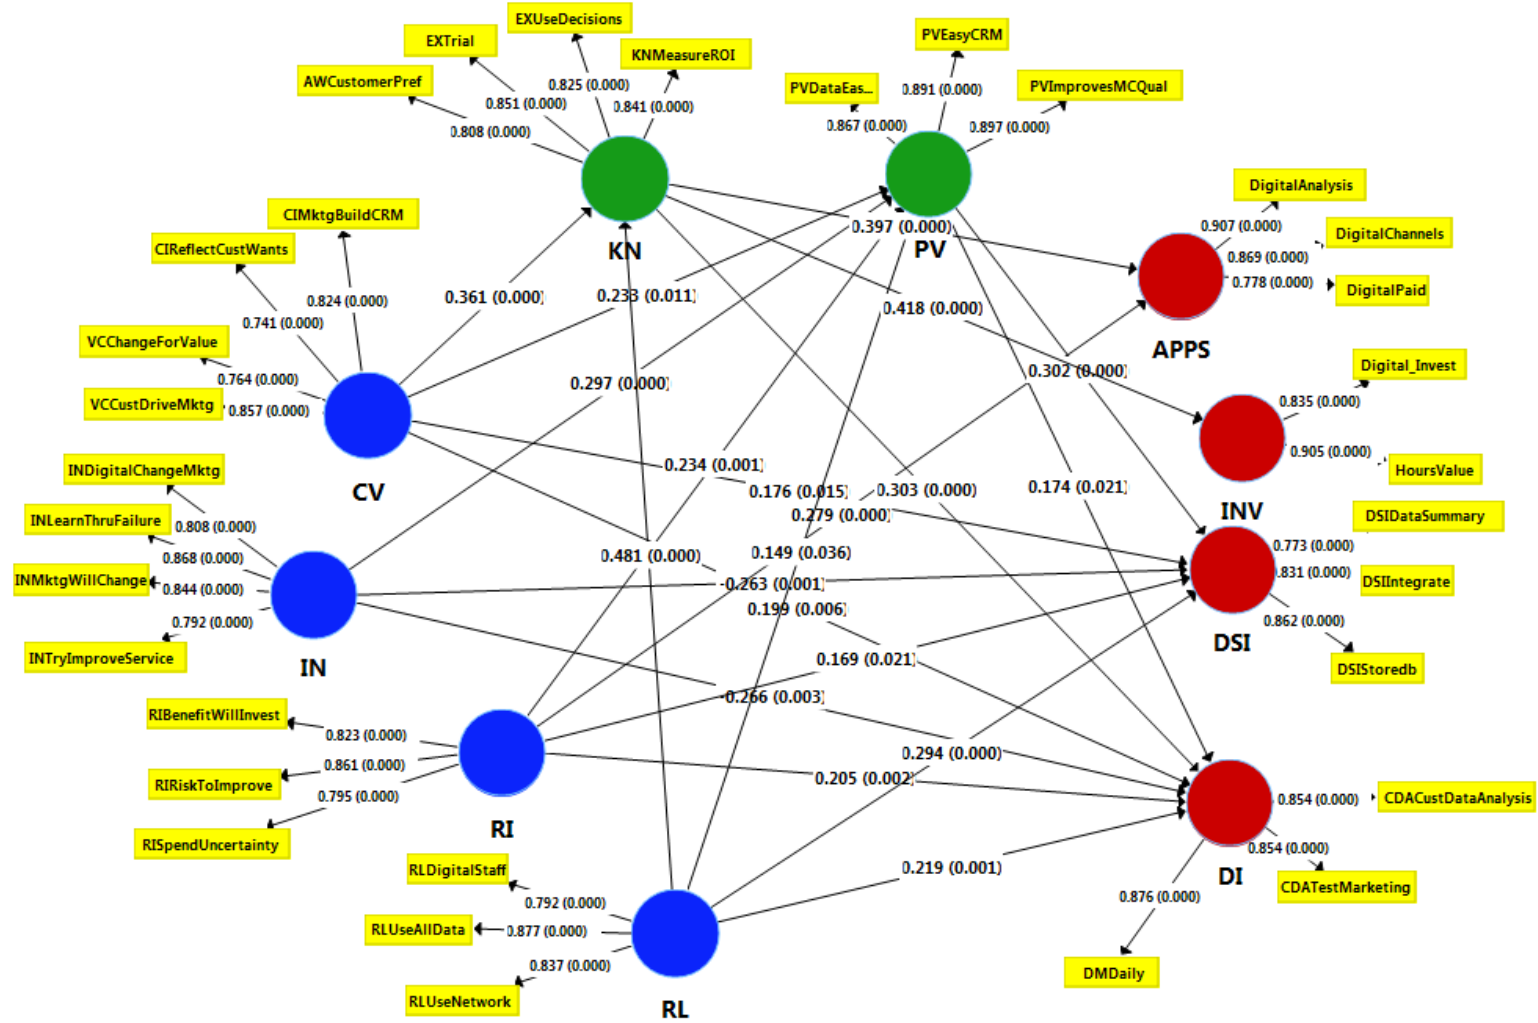 EXUseDecisions
PVEasyCRM
EXTrial
KNMeasureROI
AWCustomerPref
PVDataEas...
PVImprovesMCQual
0.825 (0.000)
0.891 (0.000)
0.851 (0.000)
0.841 (0.000)
0.808 (0.000)
0.867 (0.000)
0.897 (0.000)
DigitalAnalysis
CIMktgBuildCRM
0.907 (0.000)
DigitalChannels
0.397 (0.000)
CIReflectCustWants
KN
PV
0.869 (0.000)
0.778 (0.000)
DigitalPaid
0.824 (0.000)
0.361 (0.000)
0.233 (0.011)
0.418 (0.000)
0.741 (0.000)
VCChangeForValue
APPS
Digital_Invest
0.764 (0.000)
0.297 (0.000)
0.302 (0.000)
VCCustDriveMktg
0.857 (0.000)
0.835 (0.000)
0.905 (0.000)
INDigitalChangeMktg
0.234 (0.001)
HoursValue
CV
0.176 (0.015)
0.303 (0.000)
0.174 (0.021)
INV
INLearnThruFailure
0.808 (0.000)
0.279 (0.000)
DSIDataSummary
0.868 (0.000)
0.481 (0.000)
0.149 (0.036)
0.773 (0.000)
0.831 (0.000)
INMktgWillChange
0.844 (0.000)
-0.263 (0.001)
DSIIntegrate
0.792 (0.000)
0.199 (0.006)
0.862 (0.000)
DSI
INTryImproveService
IN
0.169 (0.021)
DSIStoredb
-0.266 (0.003)
RIBenefitWillInvest
0.823 (0.000)
0.294 (0.000)
0.861 (0.000)
RIRiskToImprove
0.205 (0.002)
0.795 (0.000)
0.854 (0.000)
CDACustDataAnalysis
RISpendUncertainty
RI
0.854 (0.000)
RLDigitalStaff
0.219 (0.001)
DI
CDATestMarketing
0.792 (0.000)
0.876 (0.000)
RLUseAllData
0.877 (0.000)
0.837 (0.000)
DMDaily
RLUseNetwork
RL